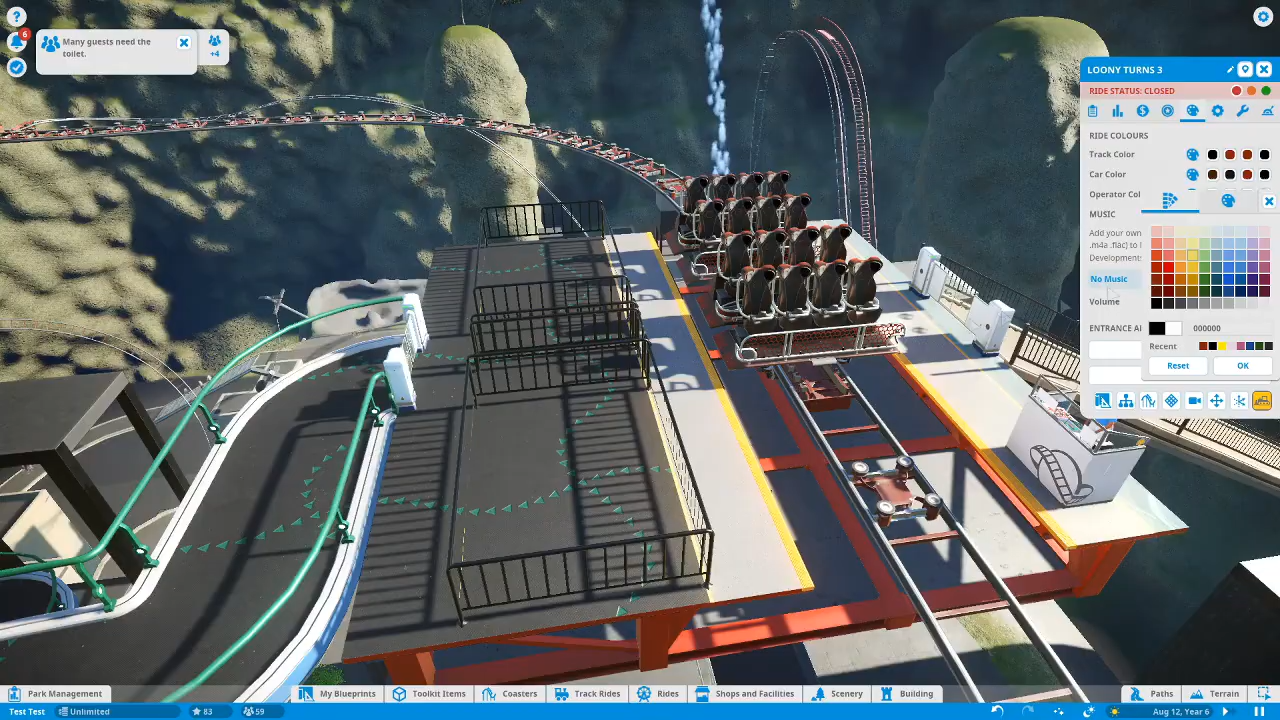 ?
6
Many guests need the
toilet.
+4
LOONY TURNS 3
RIDE STATUS: CLOSED
RIDE COLOURS
Track Color
Car Color
Operator Col
MUSIC
Add your own
.m4a .flac) to
Development:
No Music
Volume
ENTRANCE
000000
Recent
Reset
OK
Park Management
My Blueprints
Toolkit Items
Coasters
Track Rides
Rides
Shops and Facilities
Scenery
Building
Paths
Terrain
Test Test
Unlimited
83
59
Aug 12, Year 6